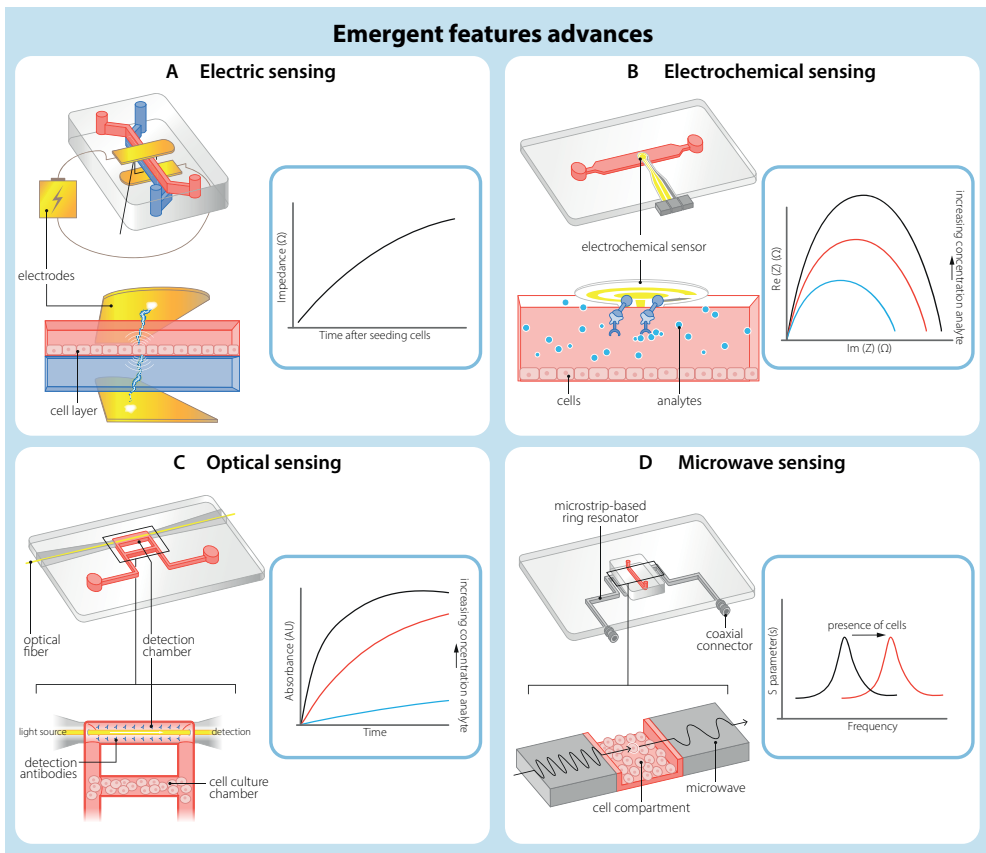 Emergent features advances
A Electric sensing
electrodes
cell layer
Impedance (Ω)
Time after seeding cells
B Electrochemical sensing
electrochemical sensor
cells
analytes
Re (Z) (Ω)
Im (Z) (Ω)
increasing concentration analyte
C Optical sensing
optical
fiber
detection
chamber
light source
detection
detection
antibodies
cell culture
chamber
Absorbance (AU)
Time
increasing concentration analyte
D Microwave sensing
microstrip-based
ring resonator
coaxial
connector
microwave
cell compartment
S parameter(s)
presence of cells
Frequency